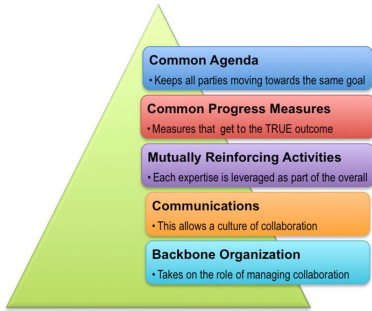 Common Agenda
• Keeps all parties moving towards the same goal
Common Progress Measures
• Measures that get to the TRUE outcome
Mutually Reinforcing Activities
• Each expertise is leveraged as part of the overall
Communications
• This allows a culture of collaboration
Backbone Organization
• Takes on the role of managing collaboration